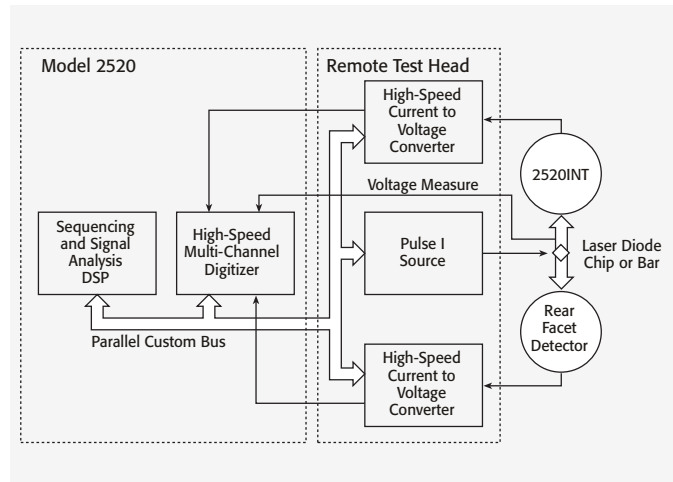 Model 2520
Remote Test Head
High-Speed
Current to
Voltage
Converter
2520INT
Voltage Measure
Sequencing
and Signal
Analysis
DSP
High-Speed
Multi-Channel
Digitizer
Pulse I
Source
Laser Diode
Chip or Bar
Parallel Custom Bus
Rear
Facet
Detector
High-Speed
Current to
Voltage
Converter